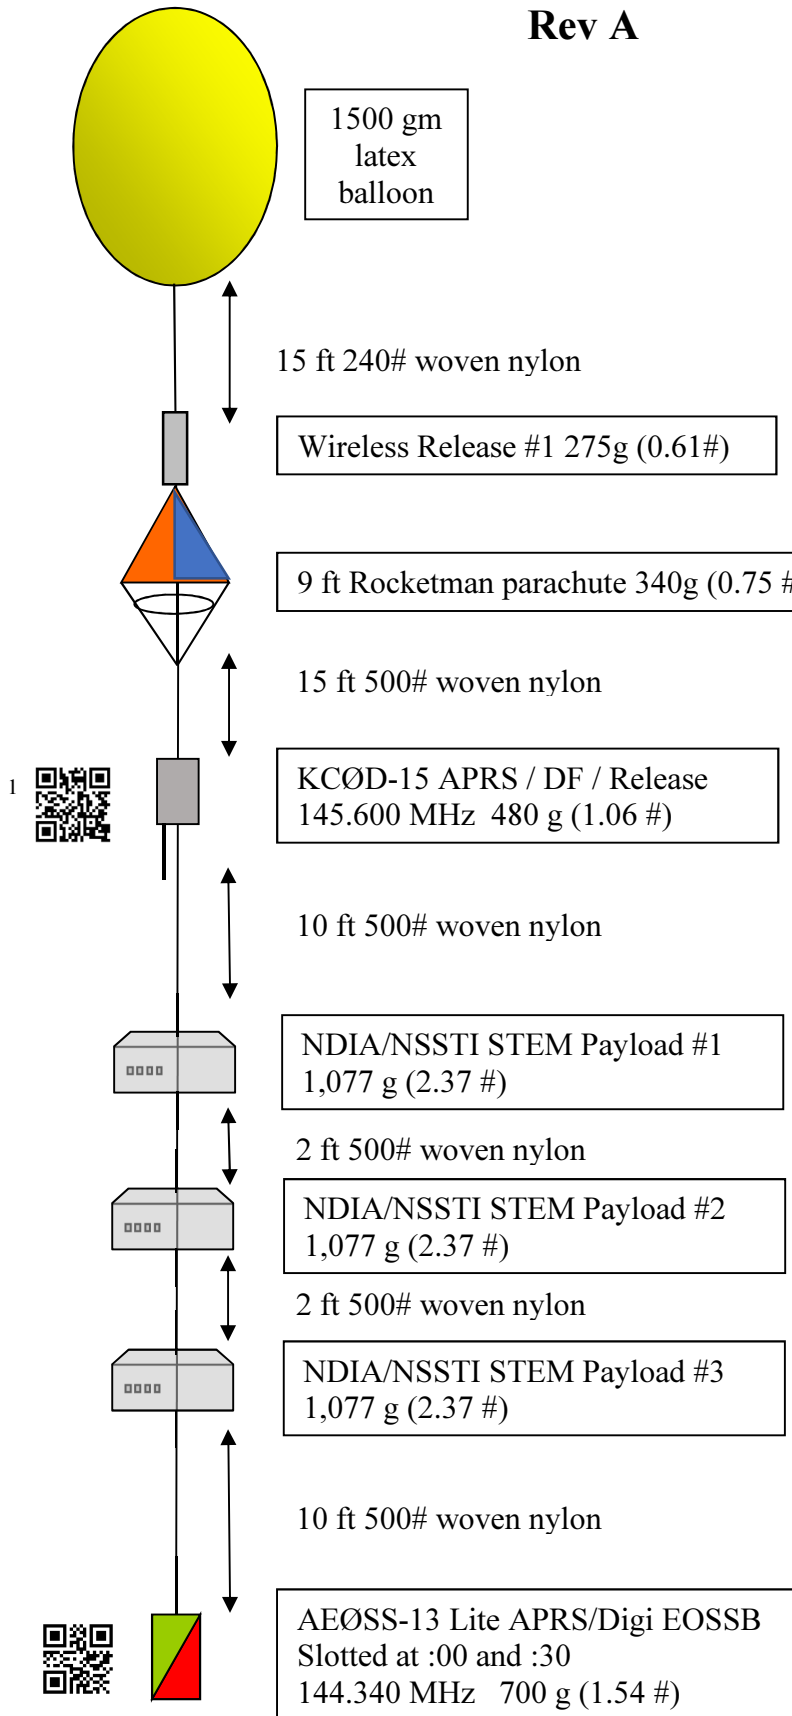 Rev A
1500 gm
latex
balloon
15 ft 240# woven nylon
Wireless Release #1 275g (0.61#)
9 ft Rocketman parachute 340g (0.75 #
15 ft 500# woven nylon
1
KCØD-15 APRS / DF / Release
145.600 MHz  480 g (1.06 #)
10 ft 500# woven nylon
NDIA/NSSTI STEM Payload #1
1,077 g (2.37 #)
2 ft 500# woven nylon
NDIA/NSSTI STEM Payload #2
1,077 g (2.37 #)
2 ft 500# woven nylon
NDIA/NSSTI STEM Payload #3
1,077 g (2.37 #)
10 ft 500# woven nylon
AEØSS-13 Lite APRS/Digi EOSSB
Slotted at :00 and :30
144.340 MHz   700 g (1.54 #)